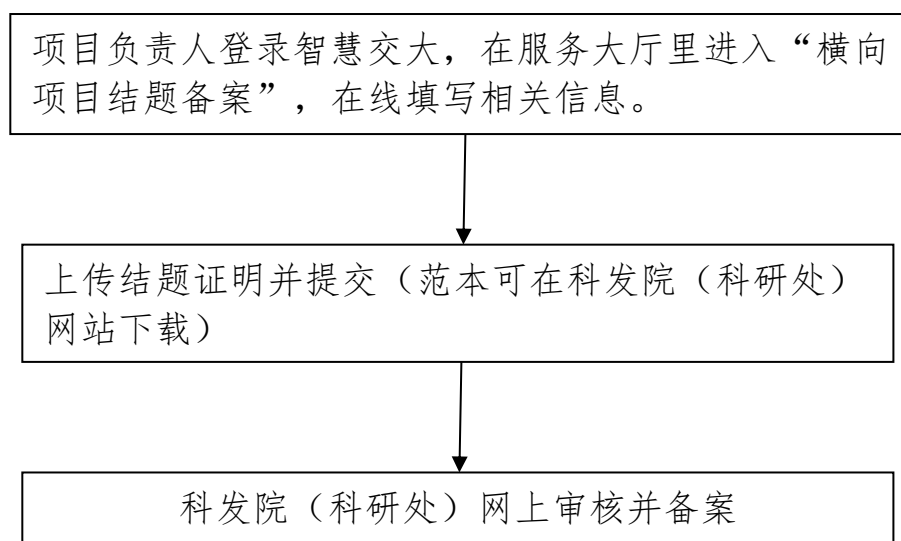 项目负责人登录智慧交大，在服务大厅里进入“横向
项目结题备案”，在线填写相关信息。
上传结题证明并提交（范本可在科发院（科研处）
网站下载）
科发院（科研处）网上审核并备案